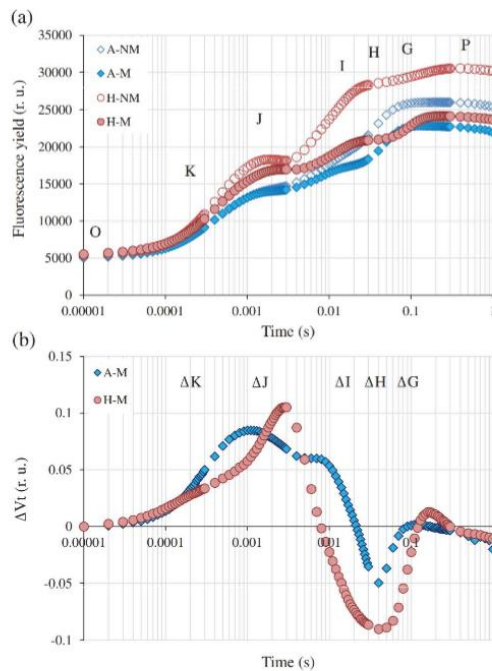 (a)
35000
30000
25000
20000
15000
10000
5000
0
Fluorescence yield (r. u.)
A-NM
A-M
H-NM
H-M
O
K
J
I
H
G
P
0.00001
0.0001
0.001
0.01
0.1
1
Time (s)
(b)
0.15
0.1
0.05
0
-0.05
-0.1
ΔVt (r. u.)
A-M
H-M
ΔK
ΔJ
ΔI
ΔH
ΔG
0.00001
0.0001
0.001
0.01
0.1
1
Time (s)